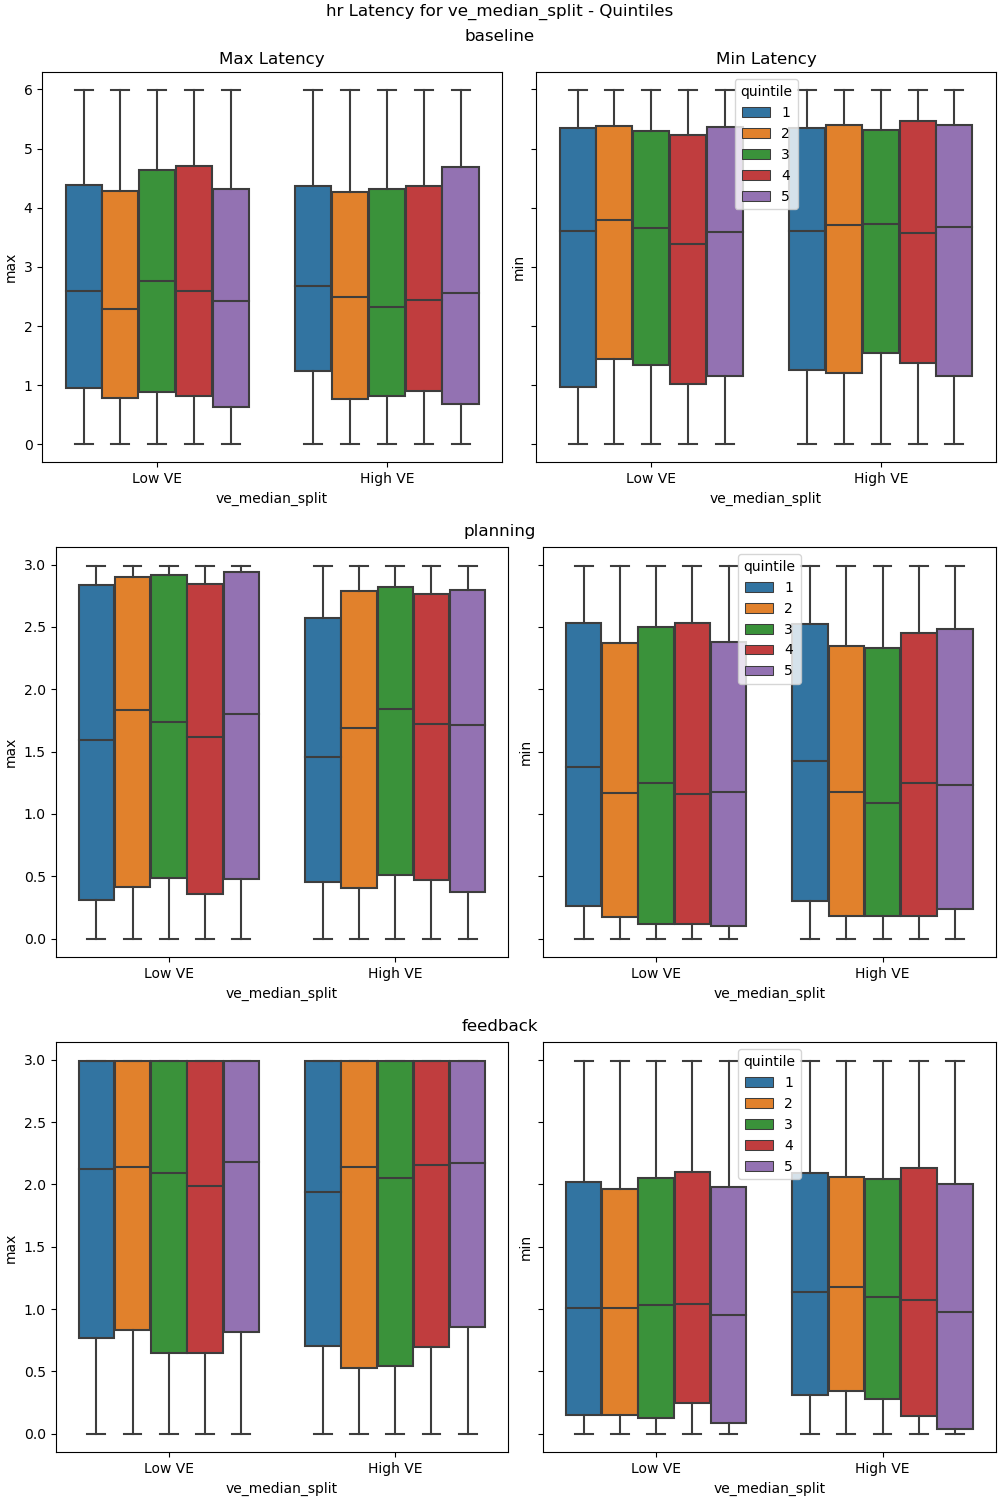 hr Latency for ve_median_split - Quintiles
baseline
Max Latency
Min Latency
6
5
4
3
2
1
0
max
Low VE
High VE
ve_median_split
min
quintile
1
2
3
4
5
Low VE
High VE
ve_median_split
planning
3.0
2.5
2.0
1.5
1.0
0.5
0.0
max
Low VE
High VE
ve_median_split
min
quintile
1
2
3
4
5
Low VE
High VE
ve_median_split
feedback
3.0
2.5
2.0
1.5
1.0
0.5
0.0
max
Low VE
High VE
ve_median_split
min
quintile
1
2
3
4
5
Low VE
High VE
ve_median_split